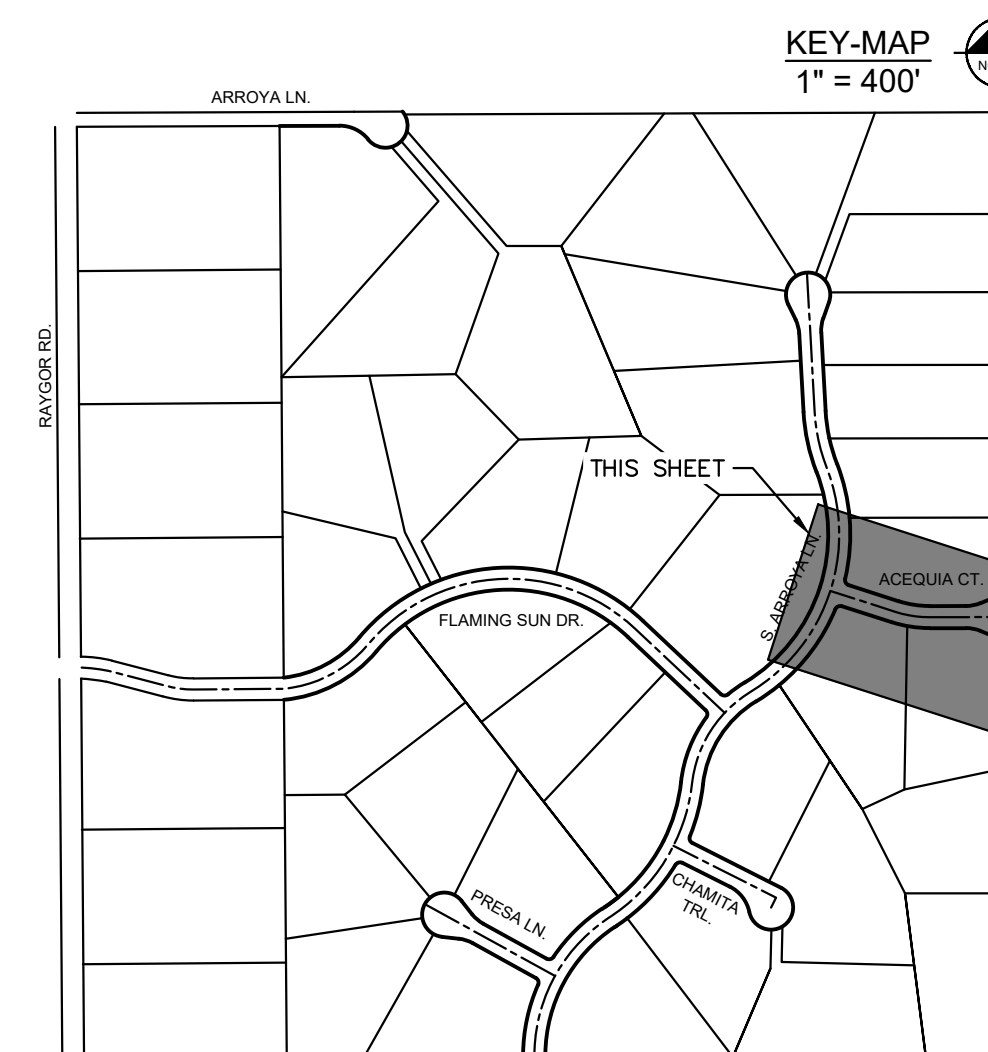 KEY-MAP
1" = 400'
ARROYA LN.
RAYGOR RD.
THIS SHEET
S. ARROYA LN.
ACEQUIA CT.
FLAMING SUN DR.
CHAMITA
TRL.
PRESA LN.